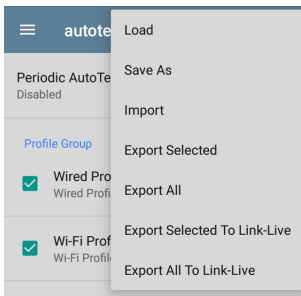 autote
Periodic AutoTe
Disabled
Profile Group
Wired Pro
Wired Profi
Wi-Fi Prof
Wi-Fi Profil
Load
Save As
Import
Export Selected
Export All
Export Selected To Link-Live
Export All To Link-Live